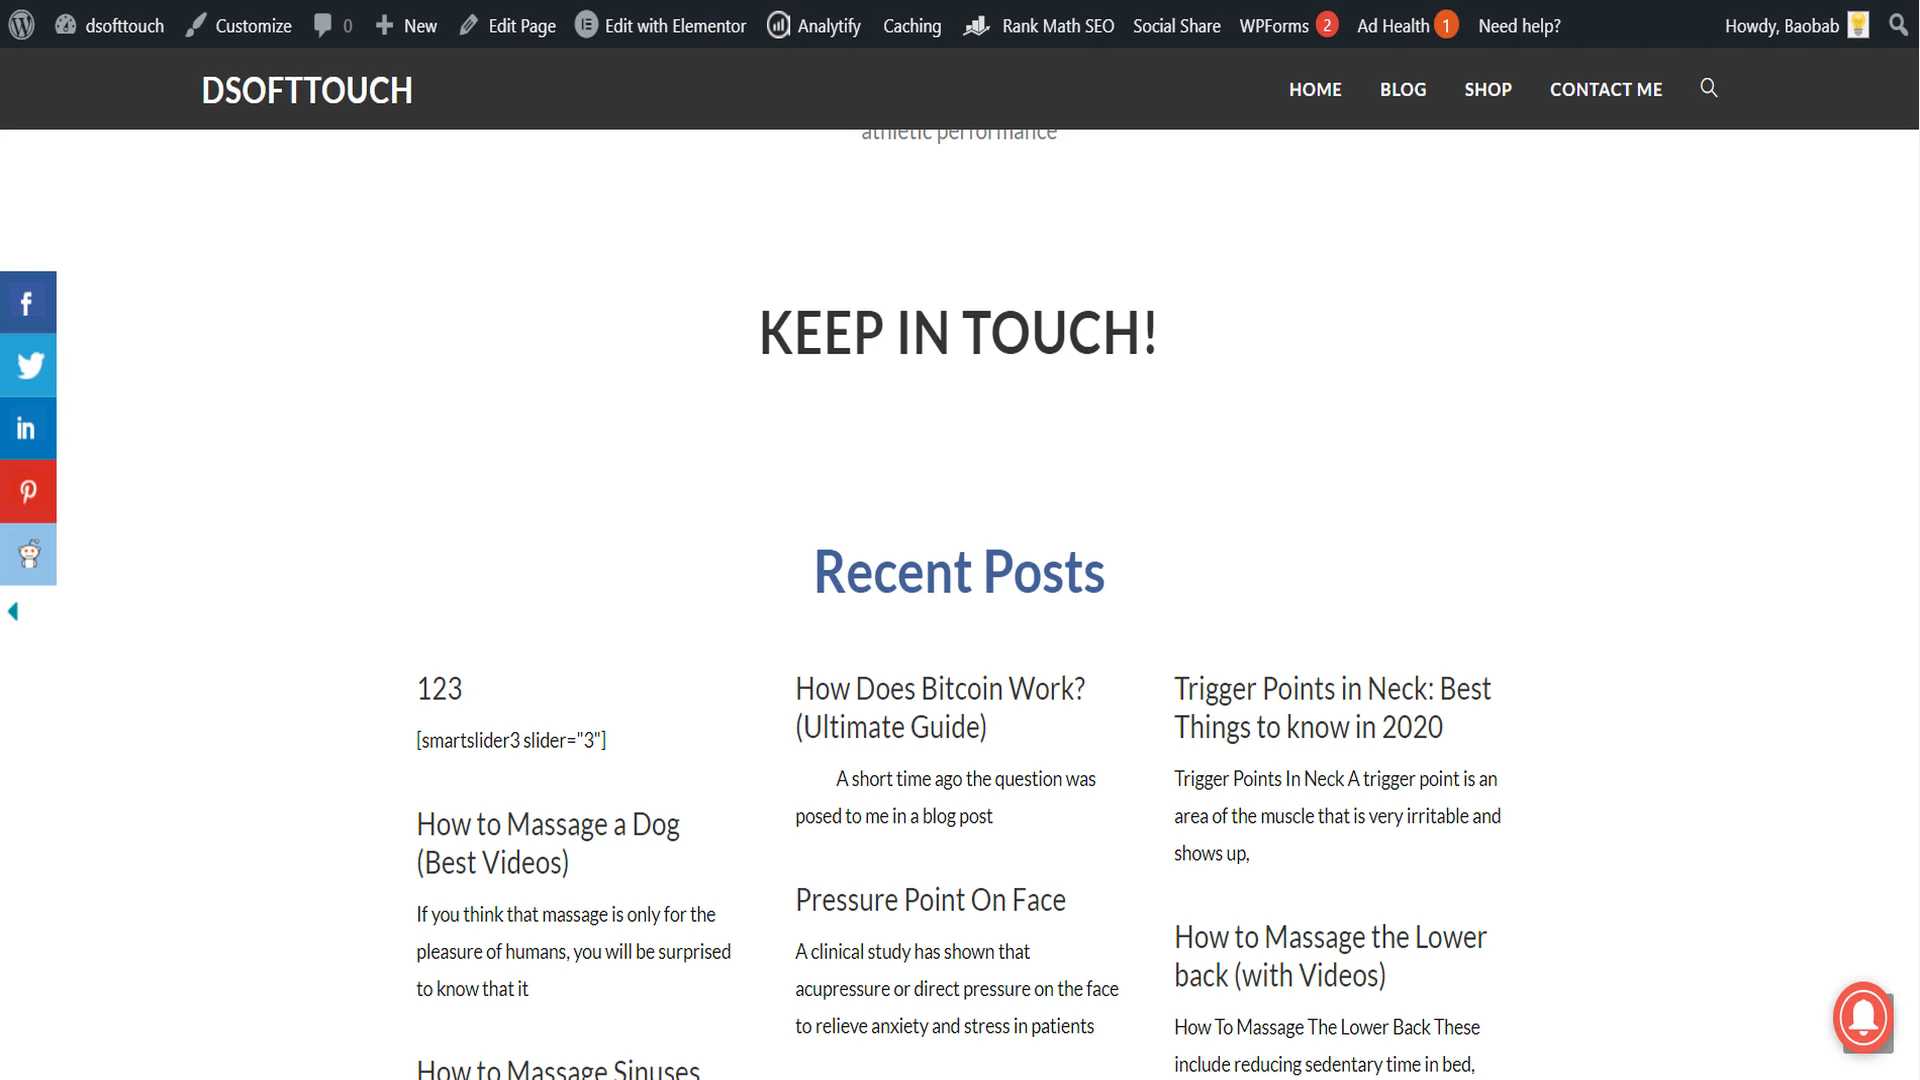 dsofttouch Customize 0 New Edit Page Edit with Elementor Analytify Caching Rank Math SEO Social Share WPForms 2 Ad Health 1 Need help? Howdy, Baobab
DSOFTTOUCH HOME BLOG SHOP CONTACT ME
athletic performance
KEEP IN TOUCH!
Recent Posts
123
[smartslider3 slider="3"]
How to Massage a Dog
(Best Videos)
If you think that massage is only for the
pleasure of humans, you will be surprised
to know that it
How to Massage Sinuses
How Does Bitcoin Work?
(Ultimate Guide)
A short time ago the question was
posed to me in a blog post
Pressure Point On Face
A clinical study has shown that
acupressure or direct pressure on the face
to relieve anxiety and stress in patients
Trigger Points in Neck: Best
Things to know in 2020
Trigger Points In Neck A trigger point is an
area of the muscle that is very irritable and
shows up,
How to Massage the Lower
back (with Videos)
How To Massage The Lower Back These
include reducing sedentary time in bed,